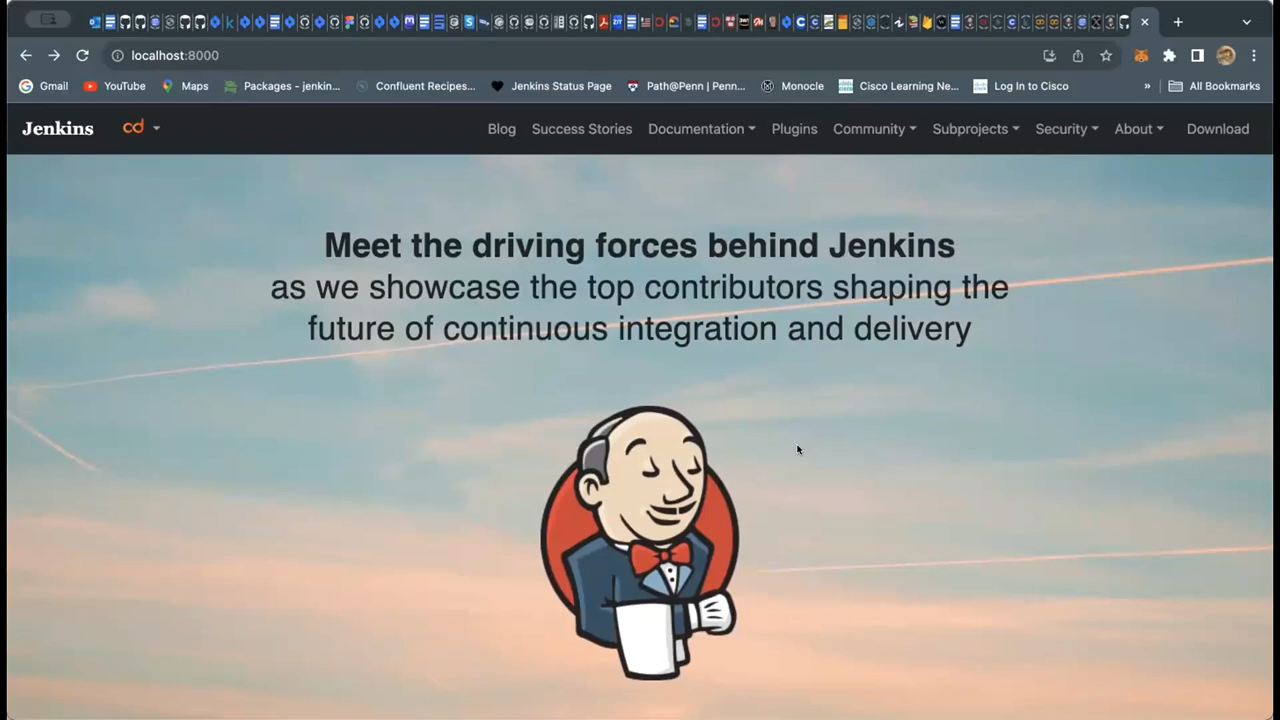 localhost:8000
Gmail YouTube Maps Packages - jenkin... Confluent Recipes... Jenkins Status Page Path@Penn | Penn... Monocle Cisco Learning Ne... Log In to Cisco » All Bookmarks
Jenkins cd Blog Success Stories Documentation Plugins Community Subprojects Security About Download
Meet the driving forces behind Jenkins
as we showcase the top contributors shaping the
future of continuous integration and delivery